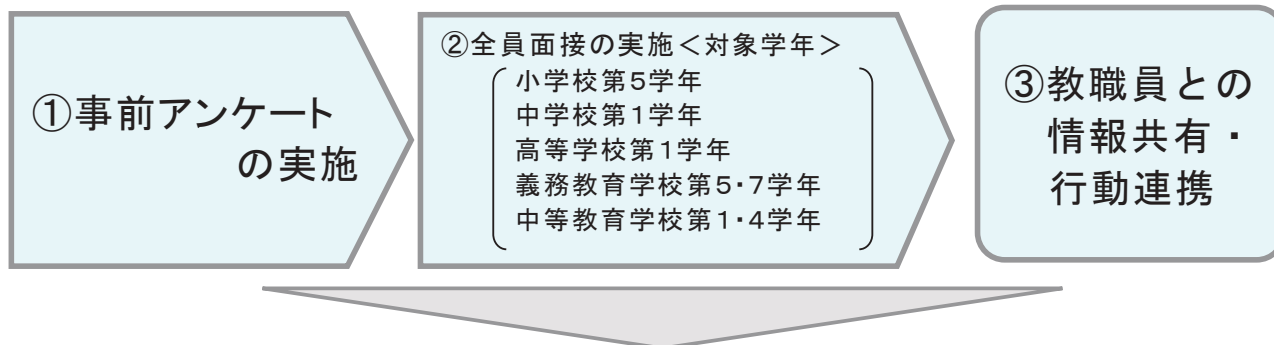 ①事前アンケート
の実施
②全員面接の実施＜対象学年＞
小学校第５学年
中学校第１学年
高等学校第１学年
義務教育学校第５・７学年
中等教育学校第１・４学年
③教職員との
情報共有・
行動連携